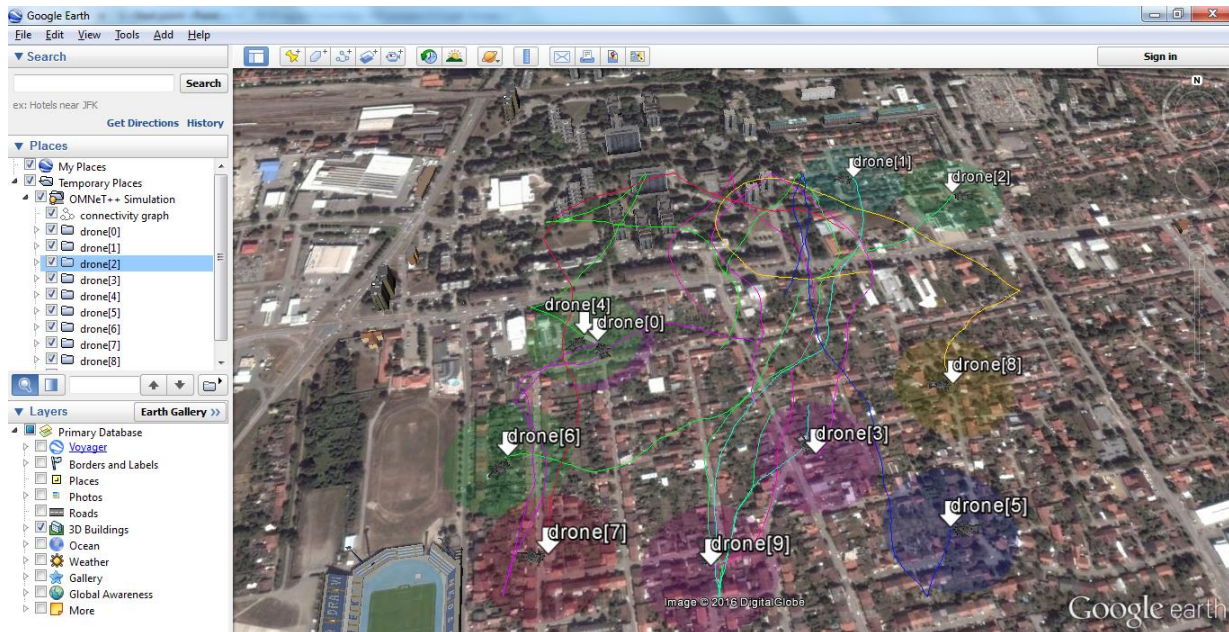 Google Earth
File Edit View Tools Add Help
Search
Search
ex: Hotels near JFK
Get Directions History
Places
My Places
Temporary Places
OMNeT++ Simulation
connectivity graph
drone[0]
drone[1]
drone[2]
drone[3]
drone[4]
drone[5]
drone[6]
drone[7]
drone[8]
Layers
Earth Gallery »
Primary Database
Voyager
Borders and Labels
Places
Photos
Roads
3D Buildings
Ocean
Weather
Gallery
Global Awareness
More
Sign in
N
drone[1]
drone[2]
drone[4]
drone[0]
drone[8]
drone[6]
drone[3]
drone[5]
drone[7]
drone[9]
Image © 2016 DigitalGlobe
Google earth